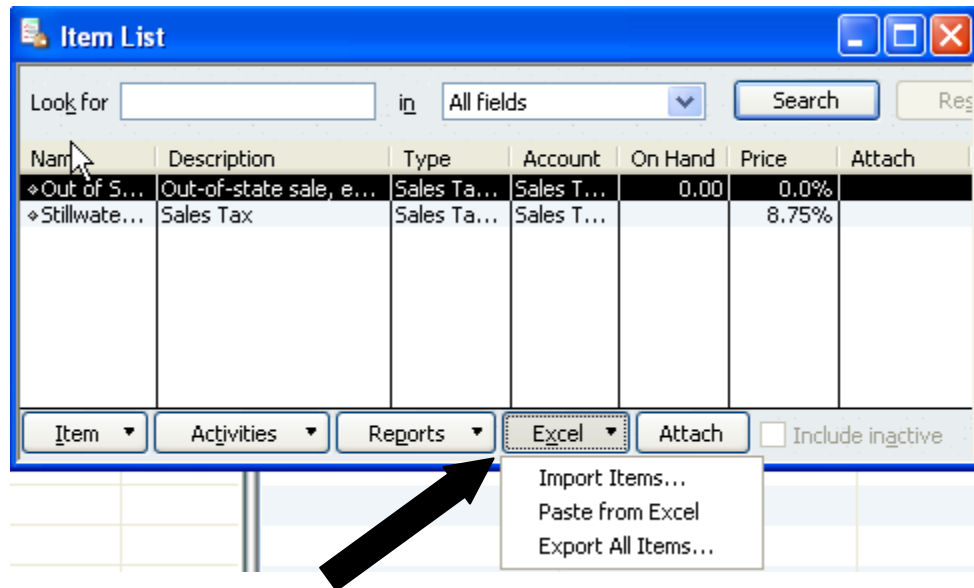 Item List
Look for in All fields Search Res
Nam Description Type Account On Hand Price Attach
Out of S... Out-of-state sale, e... Sales Ta... Sales T... 0.00 0.0%
Stillwate... Sales Tax Sales Ta... Sales T... 8.75%
Item Activities Reports Excel Attach Include inactive
Import Items...
Paste from Excel
Export All Items...